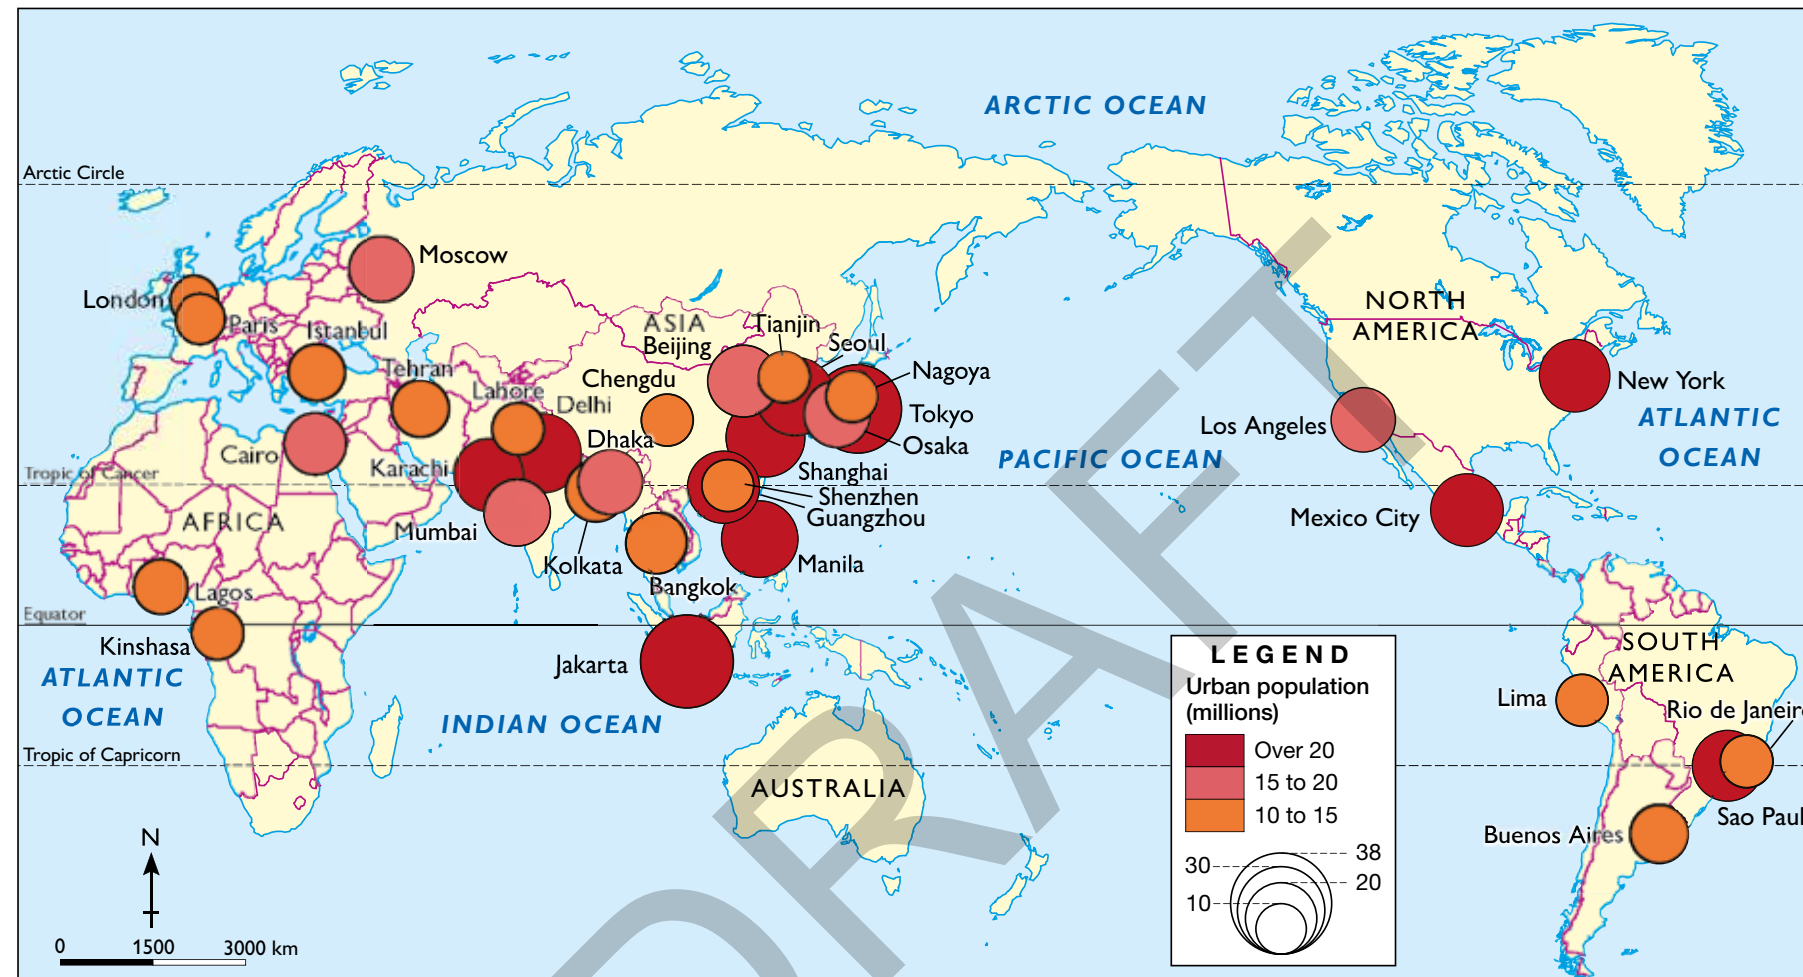 ARCTIC OCEAN
Arctic Circle
Moscow
London
Paris
Istanbul
Tehran
Lahore
Delhi
ASIA
Beijing
Tianjin
Seoul
Chengdu
Nagoya
Tokyo
Osaka
Dhaka
Cairo
Karachi
Tropic of Cancer
Shanghai
Shenzhen
Guangzhou
PACIFIC OCEAN
NORTH
AMERICA
New York
Los Angeles
ATLANTIC
OCEAN
Mexico City
AFRICA
Mumbai
Kolkata
Bangkok
Manila
Lagos
Equator
Kinshasa
Jakarta
ATLANTIC
OCEAN
INDIAN OCEAN
Tropic of Capricorn
AUSTRALIA
SOUTH
AMERICA
Lima
Rio de Janeiro
Sao Paul
Buenos Aires
LEGEND
Urban population
(millions)
Over 20
15 to 20
10 to 15
38
30
20
10
N
0 1500 3000 km
DRAFT